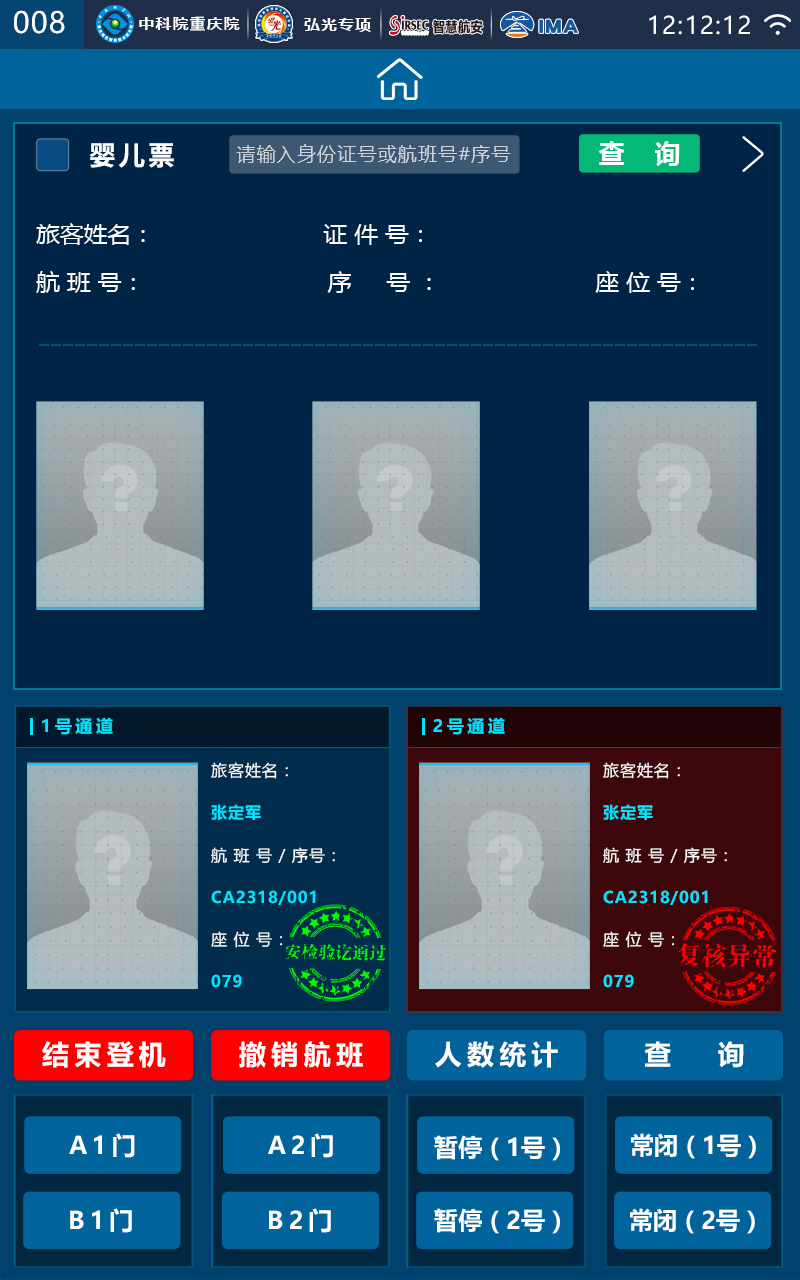 008 中科院重庆院 弘光专项 SiRSEC 智慧航安 IMA 12:12:12
婴儿票 请输入身份证号或航班号#序号 查 询
旅客姓名： 证件号：
航班号： 序 号： 座位号：
1号通道
旅客姓名：
张定军
航班号/序号：
CA2318/001
座位号：
安检验讫通过
079
2号通道
旅客姓名：
张定军
航班号/序号：
CA2318/001
座位号：
复核异常
079
结束登机 撤销航班 人数统计 查 询
A1门 A2门 暂停（1号） 常闭（1号）
B1门 B2门 暂停（2号） 常闭（2号）